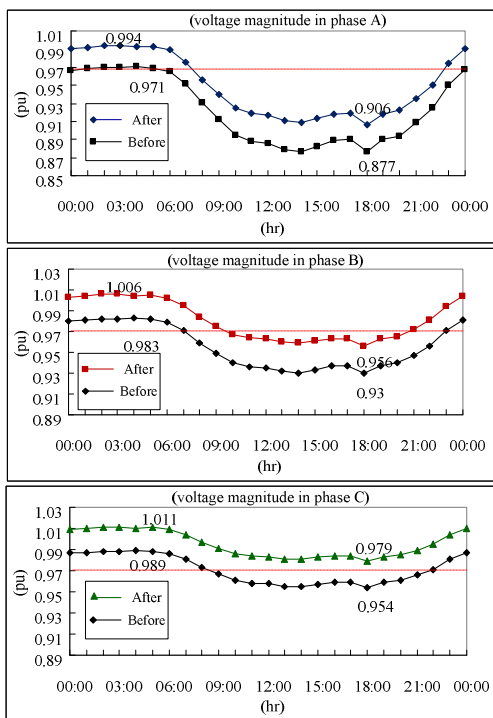 (voltage magnitude in phase A)
1.01
0.97
0.93
0.91
0.89
0.87
0.85
(pu)
0.994
0.971
0.906
0.877
After
Before
00:00 03:00 06:00 09:00 12:00 15:00 18:00 21:00 00:00
(hr)
(voltage magnitude in phase B)
1.03
1.01
0.99
0.97
0.95
0.93
0.91
0.89
(pu)
1.006
0.983
0.956
0.93
After
Before
00:00 03:00 06:00 09:00 12:00 15:00 18:00 21:00 00:00
(hr)
(voltage magnitude in phase C)
1.03
1.01
0.99
0.97
0.95
0.93
0.91
0.89
(pu)
1.011
0.989
0.979
0.954
After
Before
00:00 03:00 06:00 09:00 12:00 15:00 18:00 21:00 00:00
(hr)